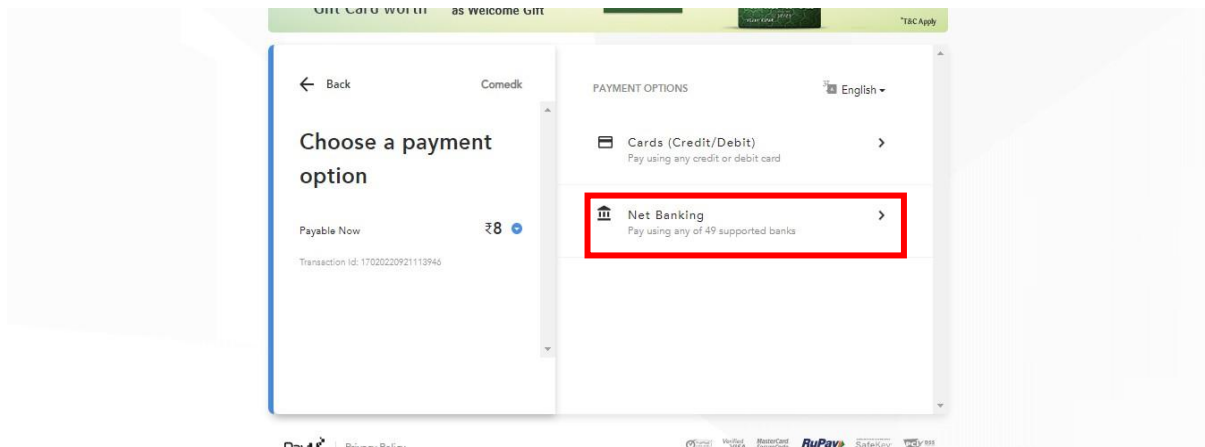 Gift Card worth as Welcome Gift
*T&C Apply
Back Comedk
Choose a payment
option
Payable Now ₹8
Transaction Id: 17020220921113946
PAYMENT OPTIONS English
Cards (Credit/Debit)
Pay using any credit or debit card
Net Banking
Pay using any of 49 supported banks
Privacy Policy
RuPay SafeKey